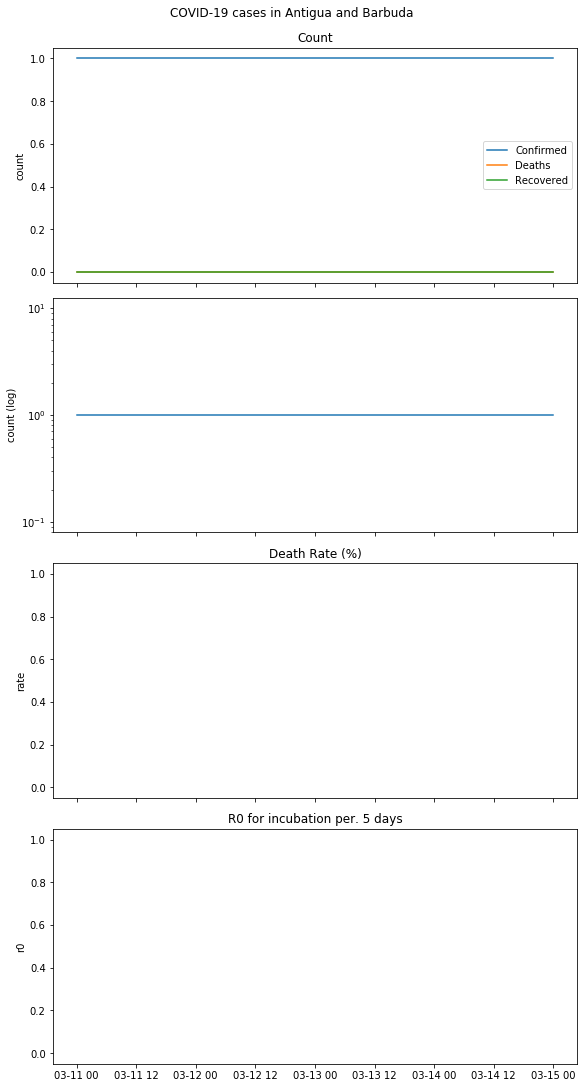 COVID-19 cases in Antigua and Barbuda
Count
1.0
0.8
0.6
0.4
0.2
0.0
count
Confirmed
Deaths
Recovered
10^1
10^0
10^-1
count (log)
Death Rate (%)
1.0
0.8
0.6
0.4
0.2
0.0
rate
R0 for incubation per. 5 days
1.0
0.8
0.6
0.4
0.2
0.0
r0
03-11 00 03-11 12 03-12 00 03-12 12 03-13 00 03-13 12 03-14 00 03-14 12 03-15 00